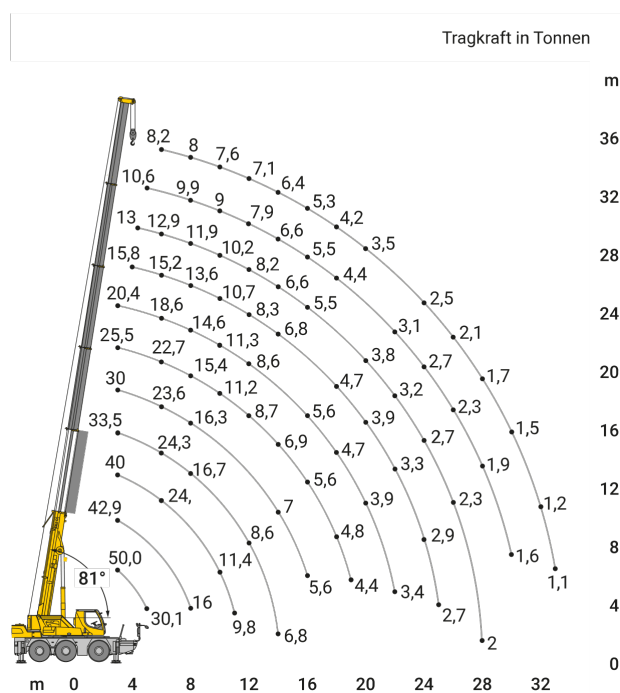 Tragkraft in Tonnen
m
8,2 8 7,6 7,1 6,4 5,3 4,2 3,5 2,5 2,1 1,7 1,5 1,2 1,1
36
10,6 9,9 9 7,9 6,6 5,5 4,4 3,1 2,7 2,3 1,9 1,6
32
13 12,9 11,9 10,2 8,2 6,6 5,5 3,8 3,2 2,7 2,3 2
28
15,8 15,2 13,6 10,7 8,3 6,8 4,7 3,9 3,3 2,9 2,7
24
20,4 18,6 14,6 11,3 8,6 5,6 4,7 3,9 3,4
20
25,5 22,7 15,4 11,2 8,7 6,9 5,6 4,8 4,4
16
30 23,6 16,3 7 5,6
12
33,5 24,3 16,7 8,6 6,8
8
40 24, 11,4 9,8
4
42,9 16
50,0 30,1
81°
0
m 0 4 8 12 16 20 24 28 32